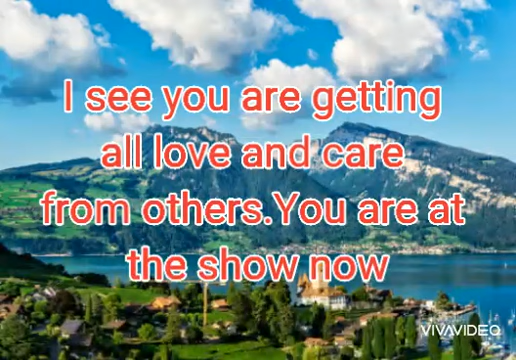 I see you are getting
all love and care
from others.You are at
the show now
VIVAVIDEO